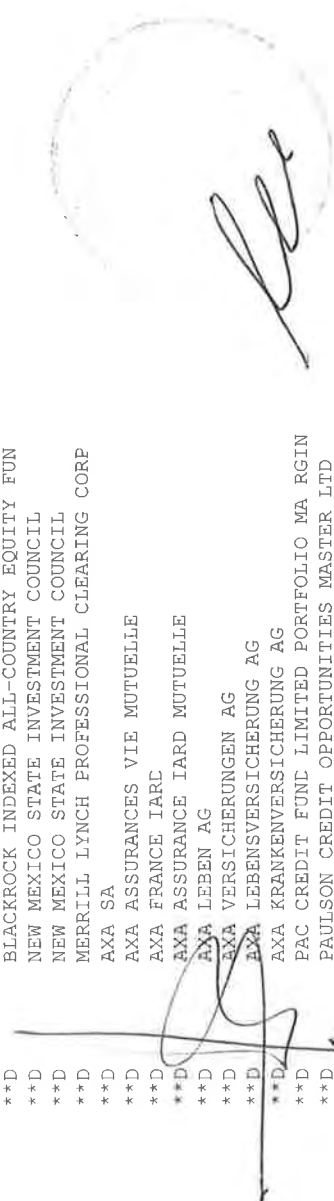 **D BLACKROCK INDEXED ALL-COUNTRY EQUITY FUN
**D NEW MEXICO STATE INVESTMENT COUNCIL
**D NEW MEXICO STATE INVESTMENT COUNCIL
**D MERRILL LYNCH PROFESSIONAL CLEARING CORP
**D AXA SA
**D AXA ASSURANCES VIE MUTUELLE
**D AXA FRANCE IARD
**D AXA ASSURANCE IARD MUTUELLE
**D AXA LEBEN AG
**D AXA VERSICHERUNGEN AG
**D AXA LEBENSVERSICHERUNG AG
**D AXA KRANKENVERSICHERUNG AG
**D PAC CREDIT FUND LIMITED PORTFOLIO MA RGIN
**D PAULSON CREDIT OPPORTUNITIES MASTER LTD